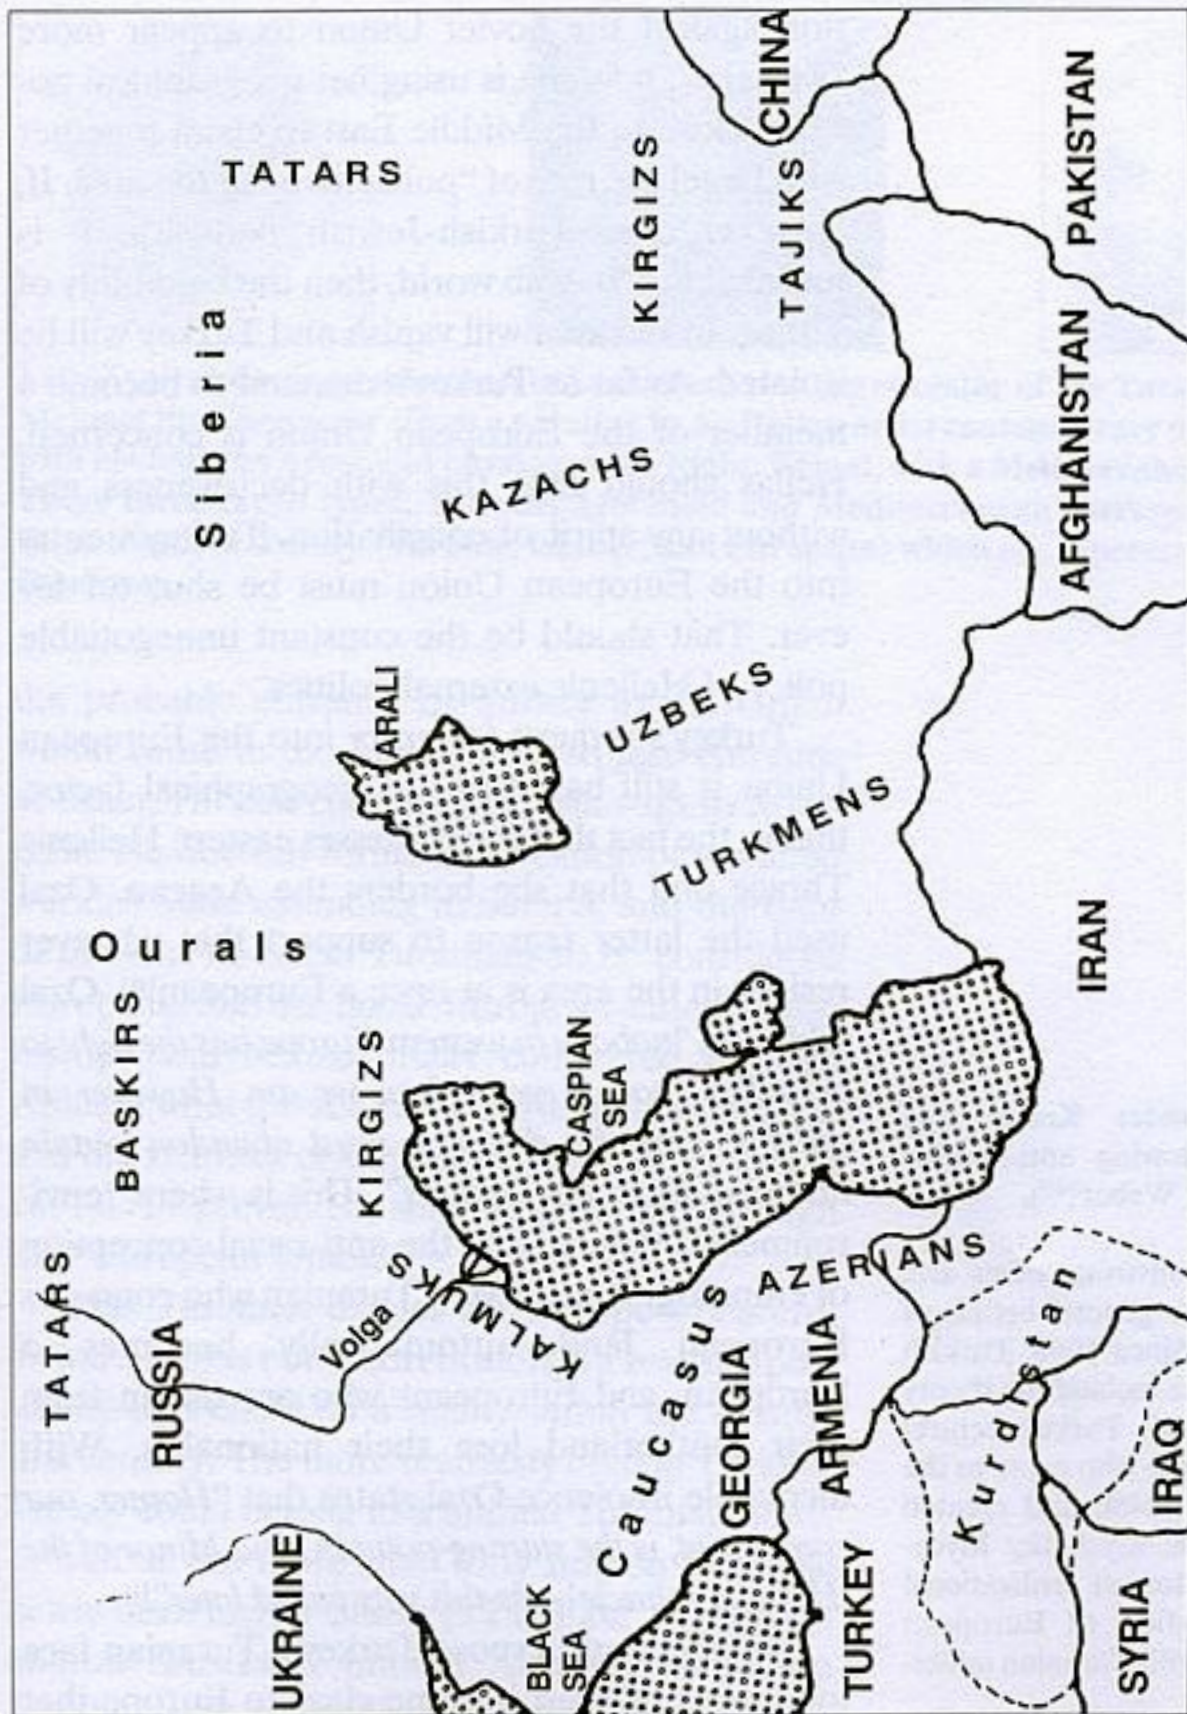 TATARS
BASKIRS
Ourals
Siberia
TATARS
RUSSIA
UKRAINE
Volga
KIRGIZS
KALMUKS
ARALI
KAZACHS
KIRGIZS
CHINA
TAJIKS
UZBEKS
TURKMENS
CASPIAN
SEA
BLACK
SEA
Caucasus
GEORGIA
ARMENIA
AZERIANS
TURKEY
Kurdistan
SYRIA
IRAQ
IRAN
AFGHANISTAN
PAKISTAN